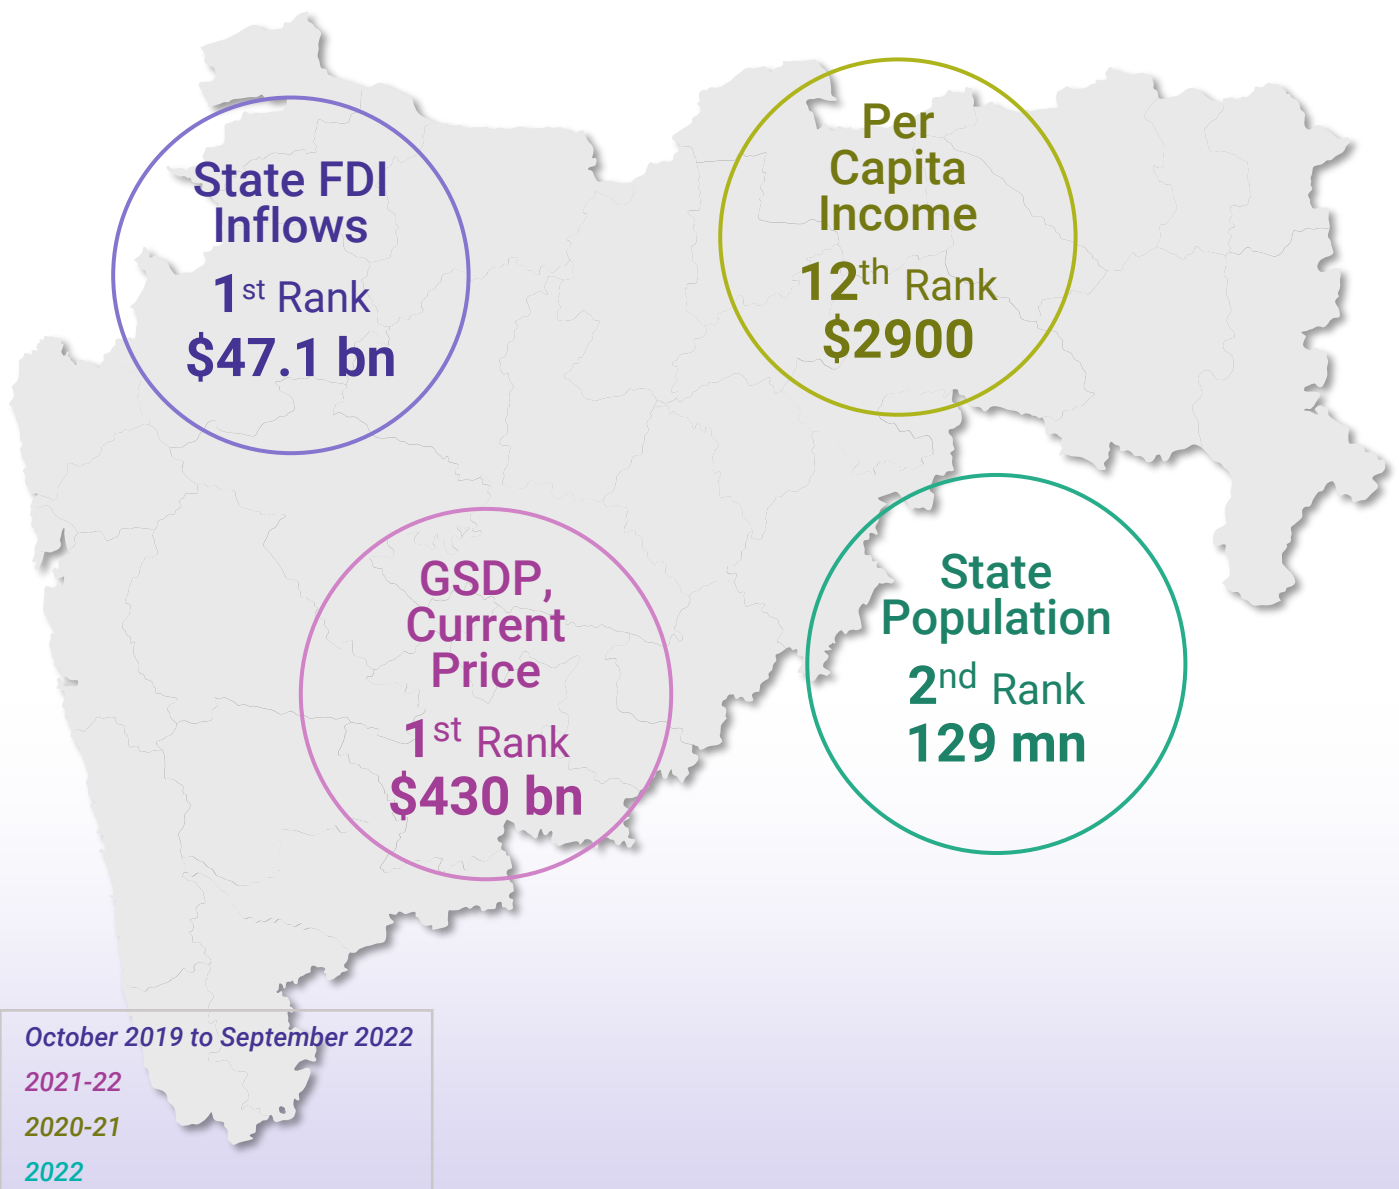 State FDI
Inflows
1st Rank
$47.1 bn
Per
Capita
Income
12th Rank
$2900
GSDP,
Current
Price
1st Rank
$430 bn
State
Population
2nd Rank
129 mn
October 2019 to September 2022
2021-22
2020-21
2022